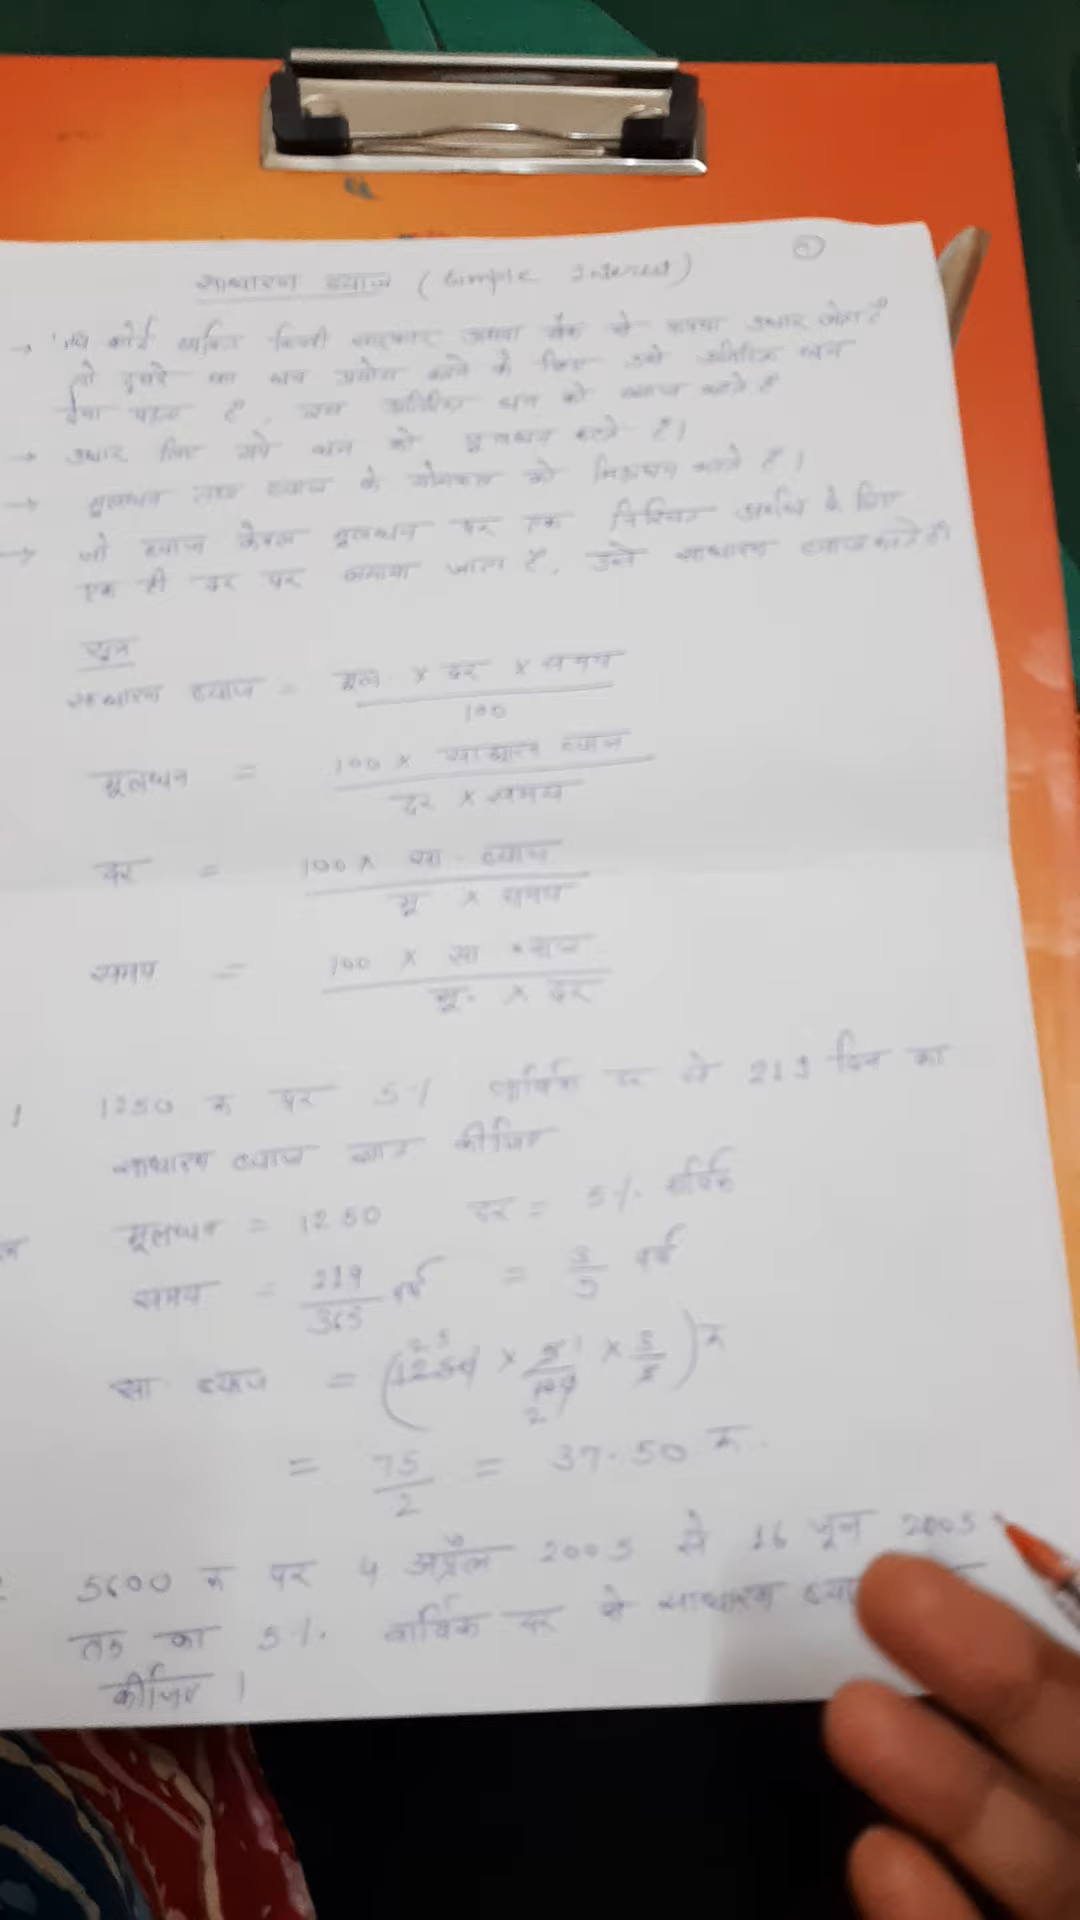 साधारण ब्याज (Simple Interest)
→ यदि कोई व्यक्ति किसी साहूकार अथवा बैंक से रुपया उधार लेता है
तो दूसरे का धन प्रयोग करने के लिए उसे अतिरिक्त धन
देना पड़ता है, उस अतिरिक्त धन को ब्याज कहते है
→ उधार लिए गये धन को मूलधन कहते है।
→ मूलधन तथा ब्याज के योगफल को मिश्रधन कहते है।
→ जो ब्याज केवल मूलधन पर एक निश्चित अवधि के लिए
एक ही दर पर लगाया जाता है, उसे साधारण ब्याज कहते है।
सूत्र
साधारण ब्याज = मूल × दर × समय / 100
मूलधन = 100 × साधारण ब्याज / दर × समय
दर = 100 × सा. ब्याज / मू × समय
समय = 100 × सा ब्याज / मू. × दर
1 1250 रु पर 5% वार्षिक दर से 219 दिन का
साधारण ब्याज ज्ञात कीजिए
मूलधन = 1250 दर = 5% वार्षिक
समय = 219/365 वर्ष = 3/5 वर्ष
सा ब्याज = (1250 × 5/100 × 3/5) रु
= 75/2 = 37.50 रु.
5600 रु पर 4 अप्रैल 2005 से 16 जून 2005
तक का 5% वार्षिक दर से साधारण
कीजिए।